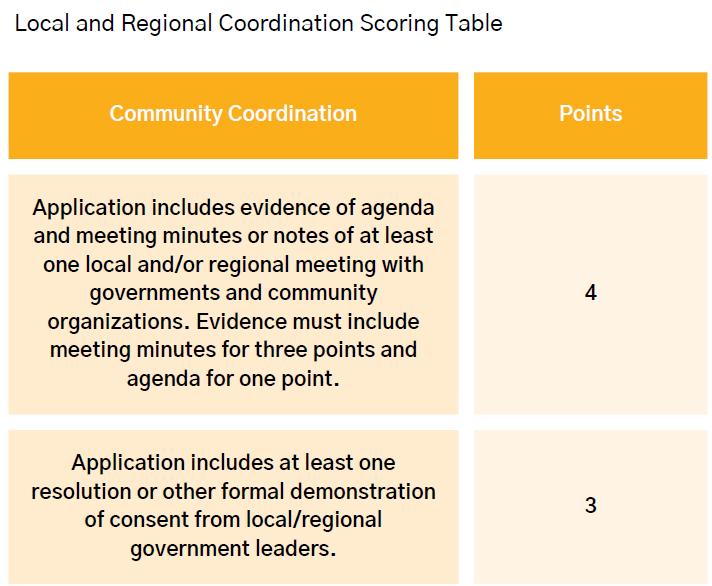 Local and Regional Coordination Scoring Table
Community Coordination
Points
Application includes evidence of agenda
and meeting minutes or notes of at least
one local and/or regional meeting with
governments and community
organizations. Evidence must include
meeting minutes for three points and
agenda for one point.
4
Application includes at least one
resolution or other formal demonstration
of consent from local/regional
government leaders.
3